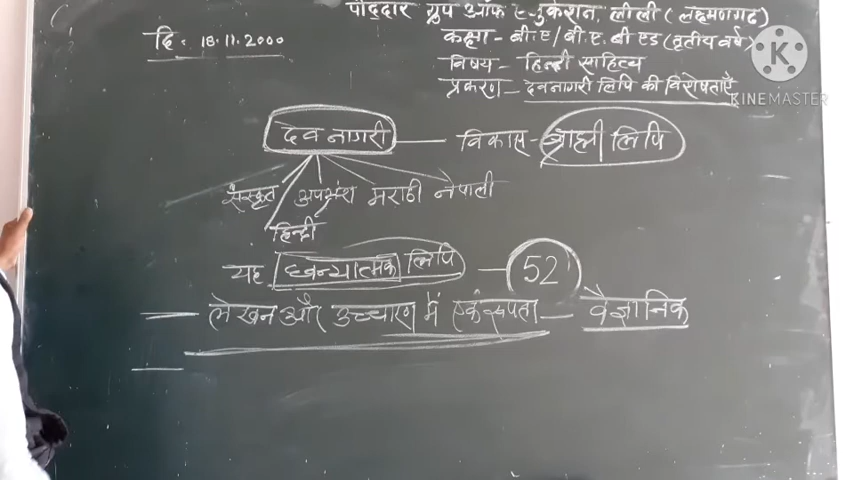 पोद्दार ग्रुप ऑफ ए-जुकेशन, लीली (लक्ष्मणगढ़)
दि. 18.11.2000
कक्षा - बी.ए/बी.ए.बी एड (तृतीय वर्ष)
विषय - हिन्दी साहित्य
प्रकरण - देवनागरी लिपि की विशेषताएँ
KINEMASTER
देवनागरी — विकास - ब्राह्मी लिपि
संस्कृत अपभ्रंश मराठी नेपाली
हिन्दी
यह ध्वन्यात्मक लिपि — 52
— लेखन और उच्चारण में एकरूपता — वैज्ञानिक